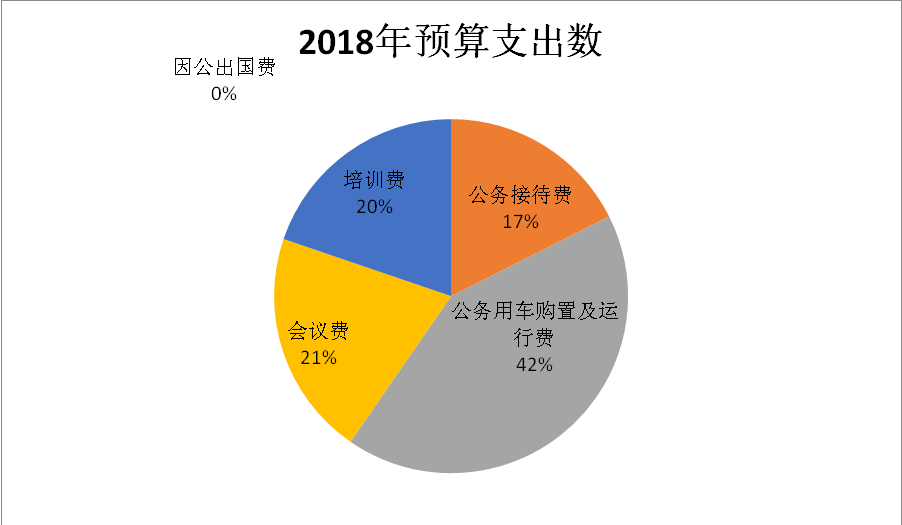 2018年预算支出数
因公出国费
0%
培训费
20%
公务接待费
17%
公务用车购置及运
行费
42%
会议费
21%